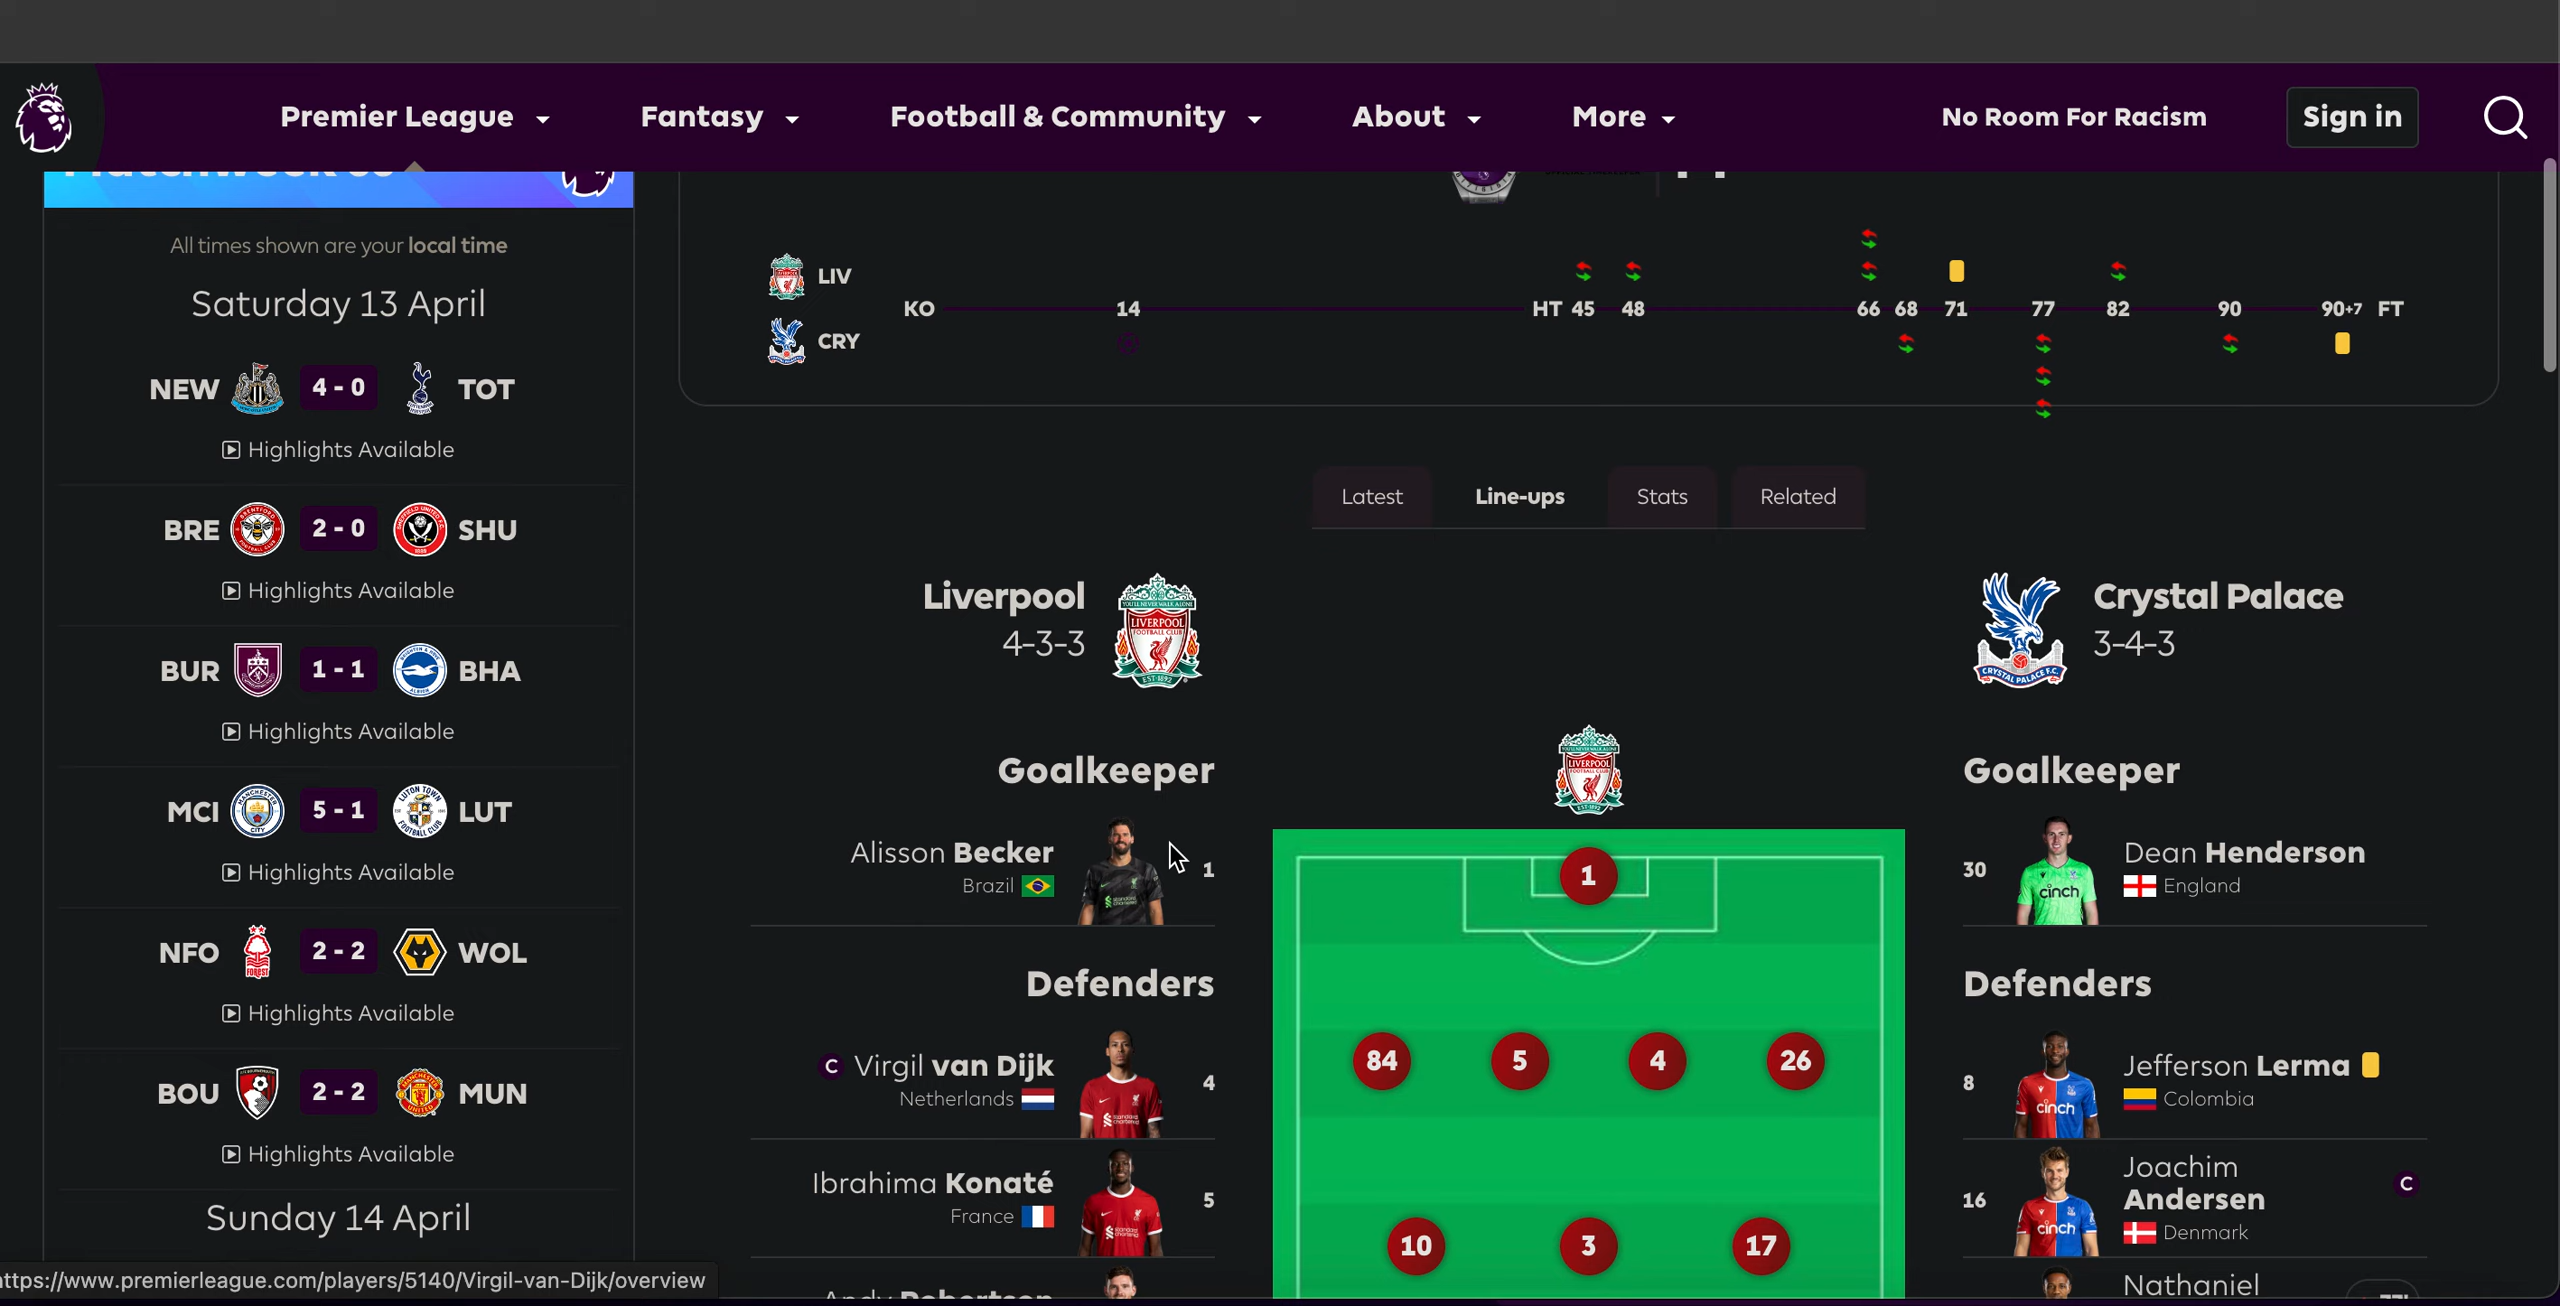 Premier League
Fantasy
Football & Community
About
More
No Room For Racism
Sign in
All times shown are your local time
Saturday 13 April
NEW 4 - 0 TOT
Highlights Available
BRE 2 - 0 SHU
Highlights Available
BUR 1 - 1 BHA
Highlights Available
MCI 5 - 1 LUT
Highlights Available
NFO 2 - 2 WOL
Highlights Available
BOU 2 - 2 MUN
Highlights Available
Sunday 14 April
https://www.premierleague.com/players/5140/Virgil-van-Dijk/overview
LIV
KO 14 HT 45 48 66 68 71 77 82 90 90+7 FT
CRY
Latest
Line-ups
Stats
Related
Liverpool
4-3-3
Goalkeeper
Alisson Becker 1
Brazil
Defenders
C Virgil van Dijk 4
Netherlands
Ibrahima Konaté 5
France
Andy Robertson
1
84 5 4 26
10 3 17
Crystal Palace
3-4-3
Goalkeeper
30 Dean Henderson
England
Defenders
8 Jefferson Lerma
Colombia
16 Joachim
Andersen C
Denmark
Nathaniel